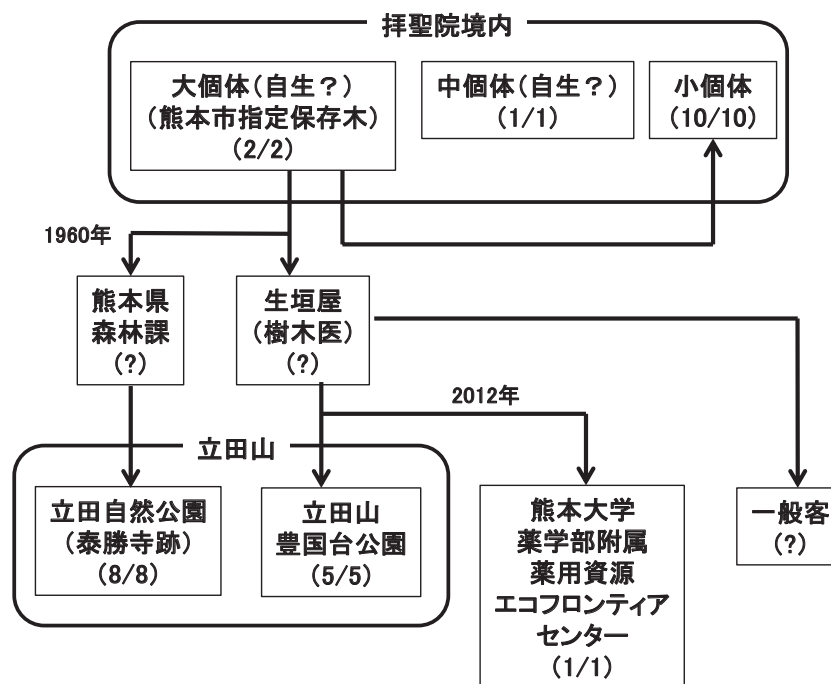 拝聖院境内
大個体(自生？)
(熊本市指定保存木)
(2/2)
中個体(自生？)
(1/1)
小個体
(10/10)
1960年
熊本県
森林課
(?)
生垣屋
(樹木医)
(?)
2012年
立田山
立田自然公園
(泰勝寺跡)
(8/8)
立田山
豊国台公園
(5/5)
熊本大学
薬学部附属
薬用資源
エコフロンティア
センター
(1/1)
一般客
(?)